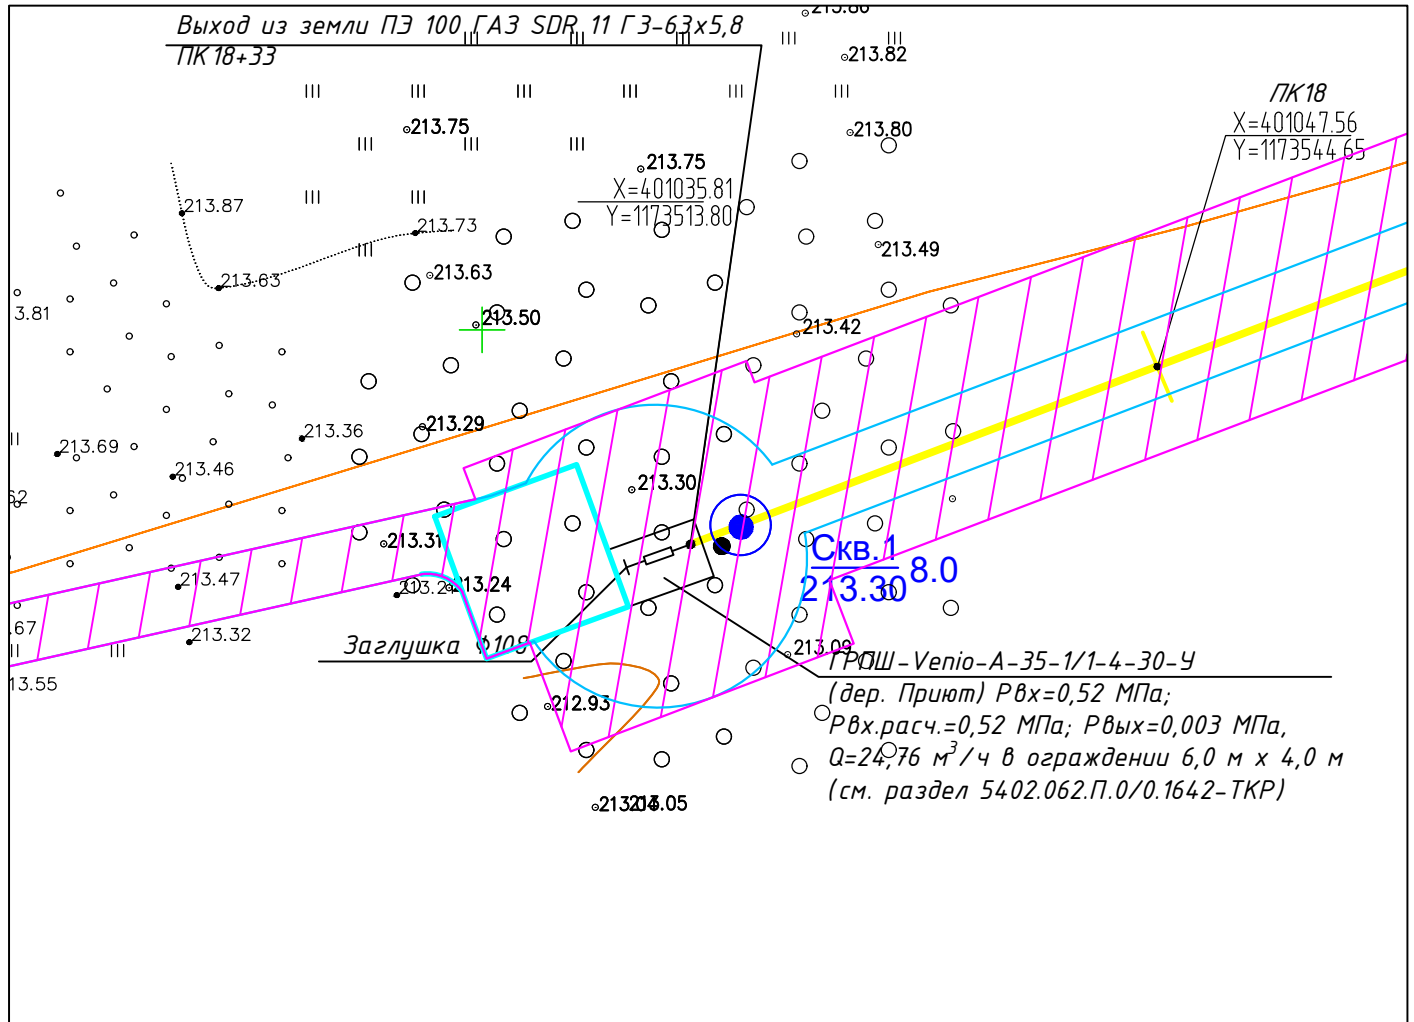 Выход из земли ПЭ 100 ГАЗ SDR 11 ГЗ-63х5,8
ПК18+33
213.82
ПК18
X=401047.56
Y=1173544.65
213.75
213.80
213.75
X=401035.81
Y=1173513.80
213.87
213.73
213.49
213.63
213.63
3.81
213.50
213.42
213.29
213.36
213.69
213.46
213.30
213.31
Скв.1
213.30
8.0
213.47
213.24
.67
213.32
Заглушка ф108
213.09
13.55
ГРПШ-Venio-А-35-1/1-4-30-У
(дер. Приют) Рвх=0,52 МПа;
Рвх.расч.=0,52 МПа; Рвых=0,003 МПа,
Q=24,76 м³/ч в ограждении 6,0 м х 4,0 м
(см. раздел 5402.062.П.0/0.1642-ТКР)
212.93
213.05